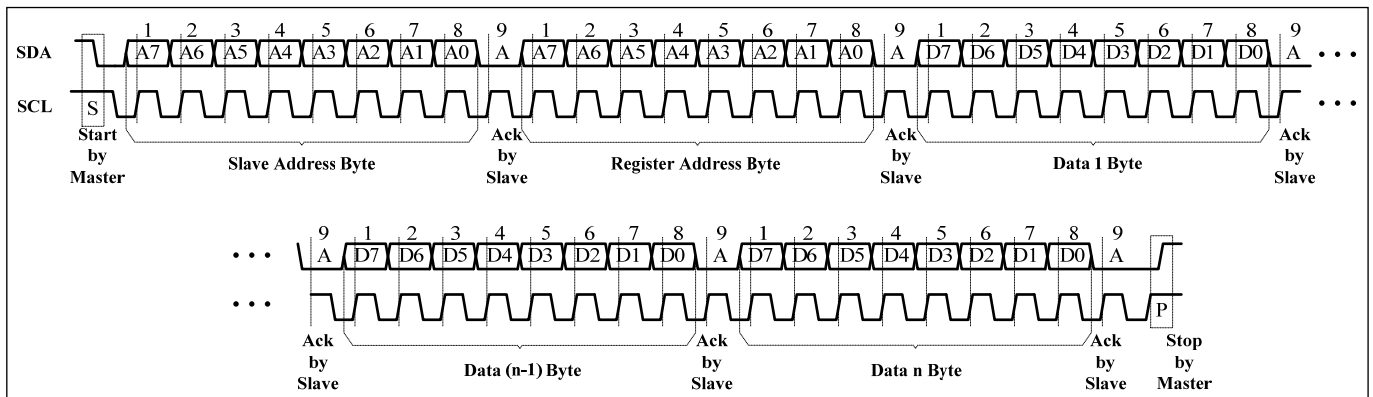 1 2 3 4 5 6 7 8 9 1 2 3 4 5 6 7 8 9 1 2 3 4 5 6 7 8 9
SDA A7 A6 A5 A4 A3 A2 A1 A0 A A7 A6 A5 A4 A3 A2 A1 A0 A D7 D6 D5 D4 D3 D2 D1 D0 A • • •
SCL S • • •
Start by Master
Slave Address Byte
Ack by Slave
Register Address Byte
Ack by Slave
Data 1 Byte
Ack by Slave
9 1 2 3 4 5 6 7 8 9 1 2 3 4 5 6 7 8 9
• • • A D7 D6 D5 D4 D3 D2 D1 D0 A D7 D6 D5 D4 D3 D2 D1 D0 A
• • • P
Ack by Slave
Data (n-1) Byte
Ack by Slave
Data n Byte
Ack by Slave
Stop by Master